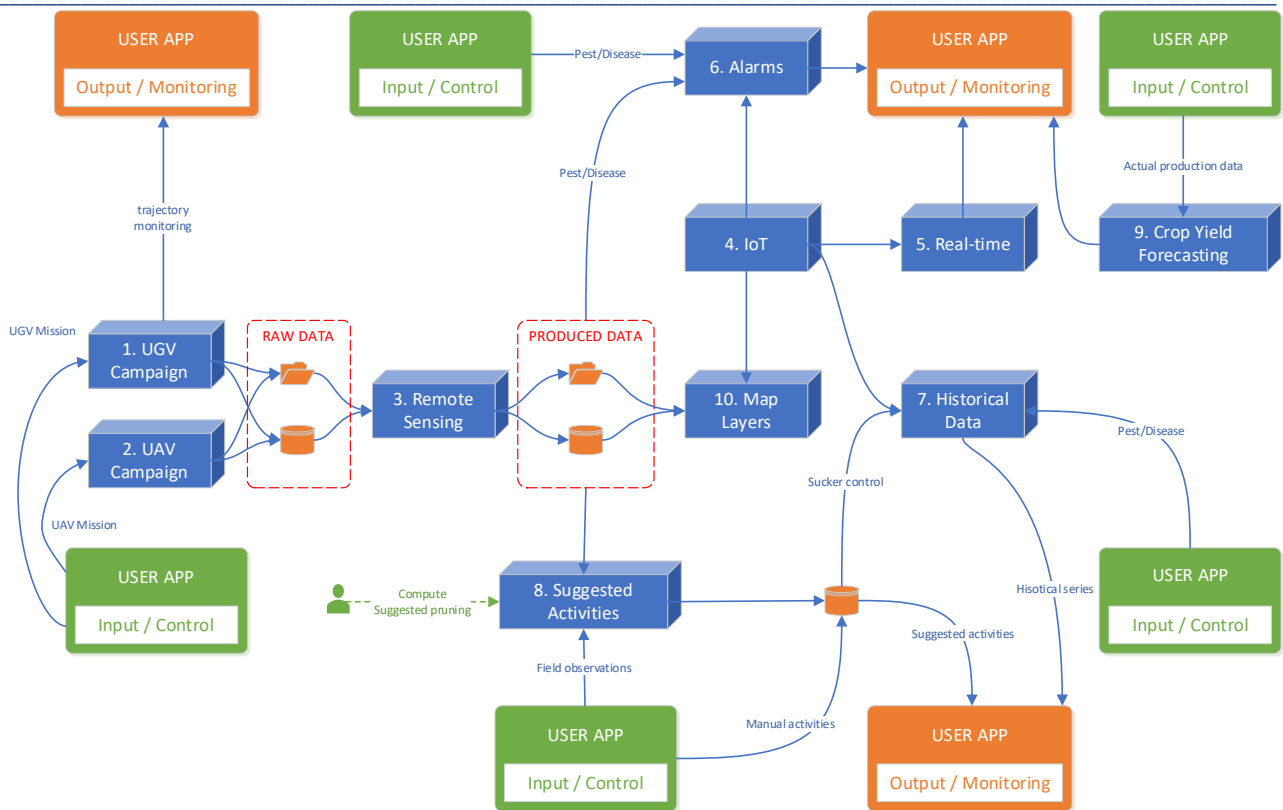 USER APP
Output / Monitoring
USER APP
Input / Control
Pest/Disease
6. Alarms
USER APP
Output / Monitoring
USER APP
Input / Control
Pest/Disease
Actual production data
trajectory
monitoring
4. IoT
5. Real-time
9. Crop Yield
Forecasting
UGV Mission
1. UGV
Campaign
RAW DATA
PRODUCED DATA
3. Remote
Sensing
10. Map
Layers
7. Historical
Data
2. UAV
Campaign
Pest/Disease
Sucker control
UAV Mission
USER APP
Input / Control
Compute
Suggested pruning
8. Suggested
Activities
Hisotical series
USER APP
Input / Control
Suggested activities
Field observations
Manual activities
USER APP
Input / Control
USER APP
Output / Monitoring